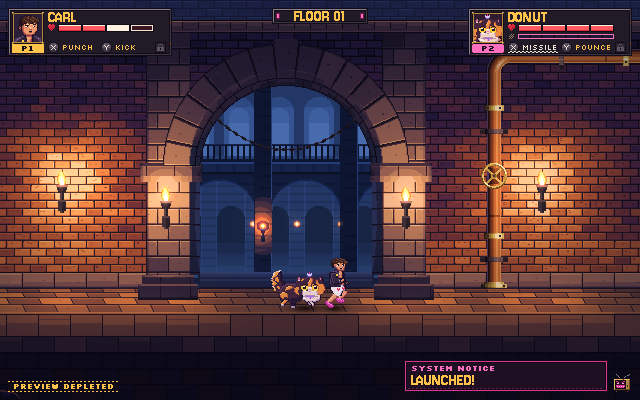 CARL
P1
X PUNCH Y KICK
FLOOR 01
DONUT
P2
X MISSILE Y POUNCE
SYSTEM NOTICE
LAUNCHED!
PREVIEW DEPLETED